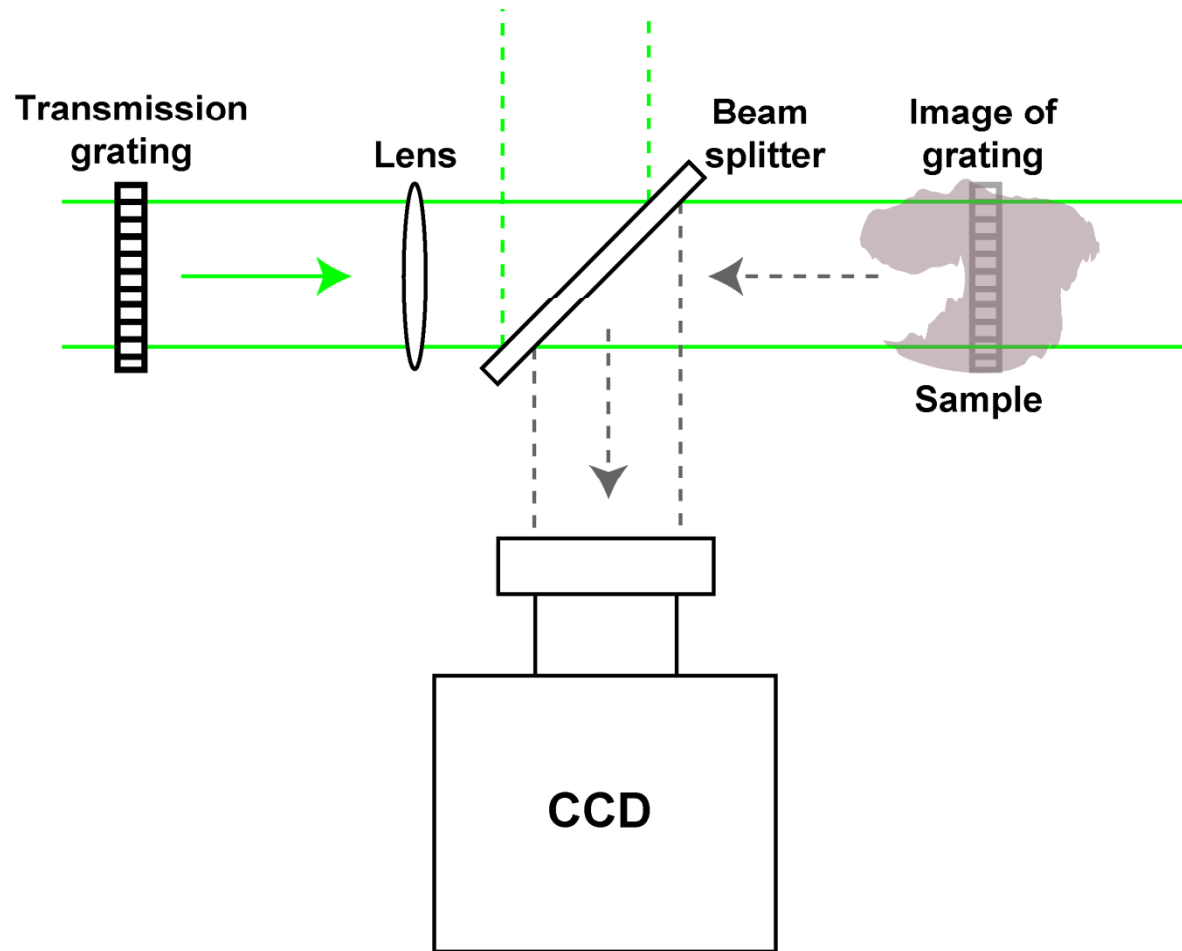 Transmission
grating
Lens
Beam
splitter
Image of
grating
Sample
CCD